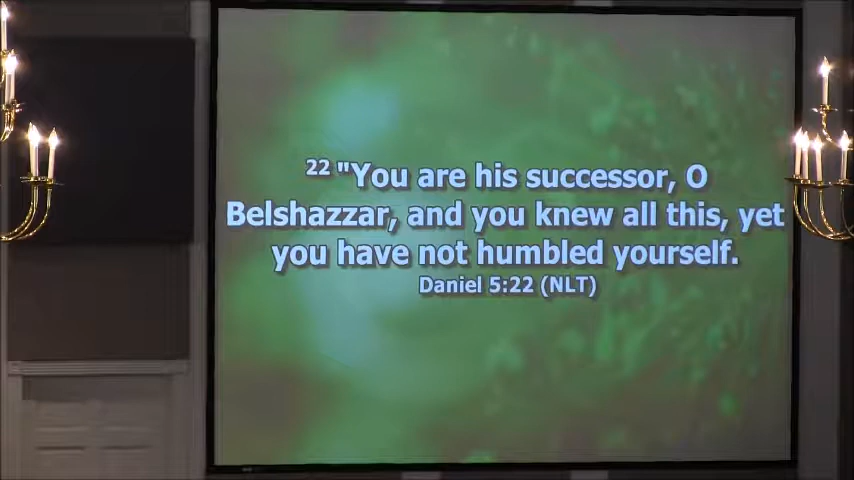 22 "You are his successor, O
Belshazzar, and you knew all this, yet
you have not humbled yourself.
Daniel 5:22 (NLT)